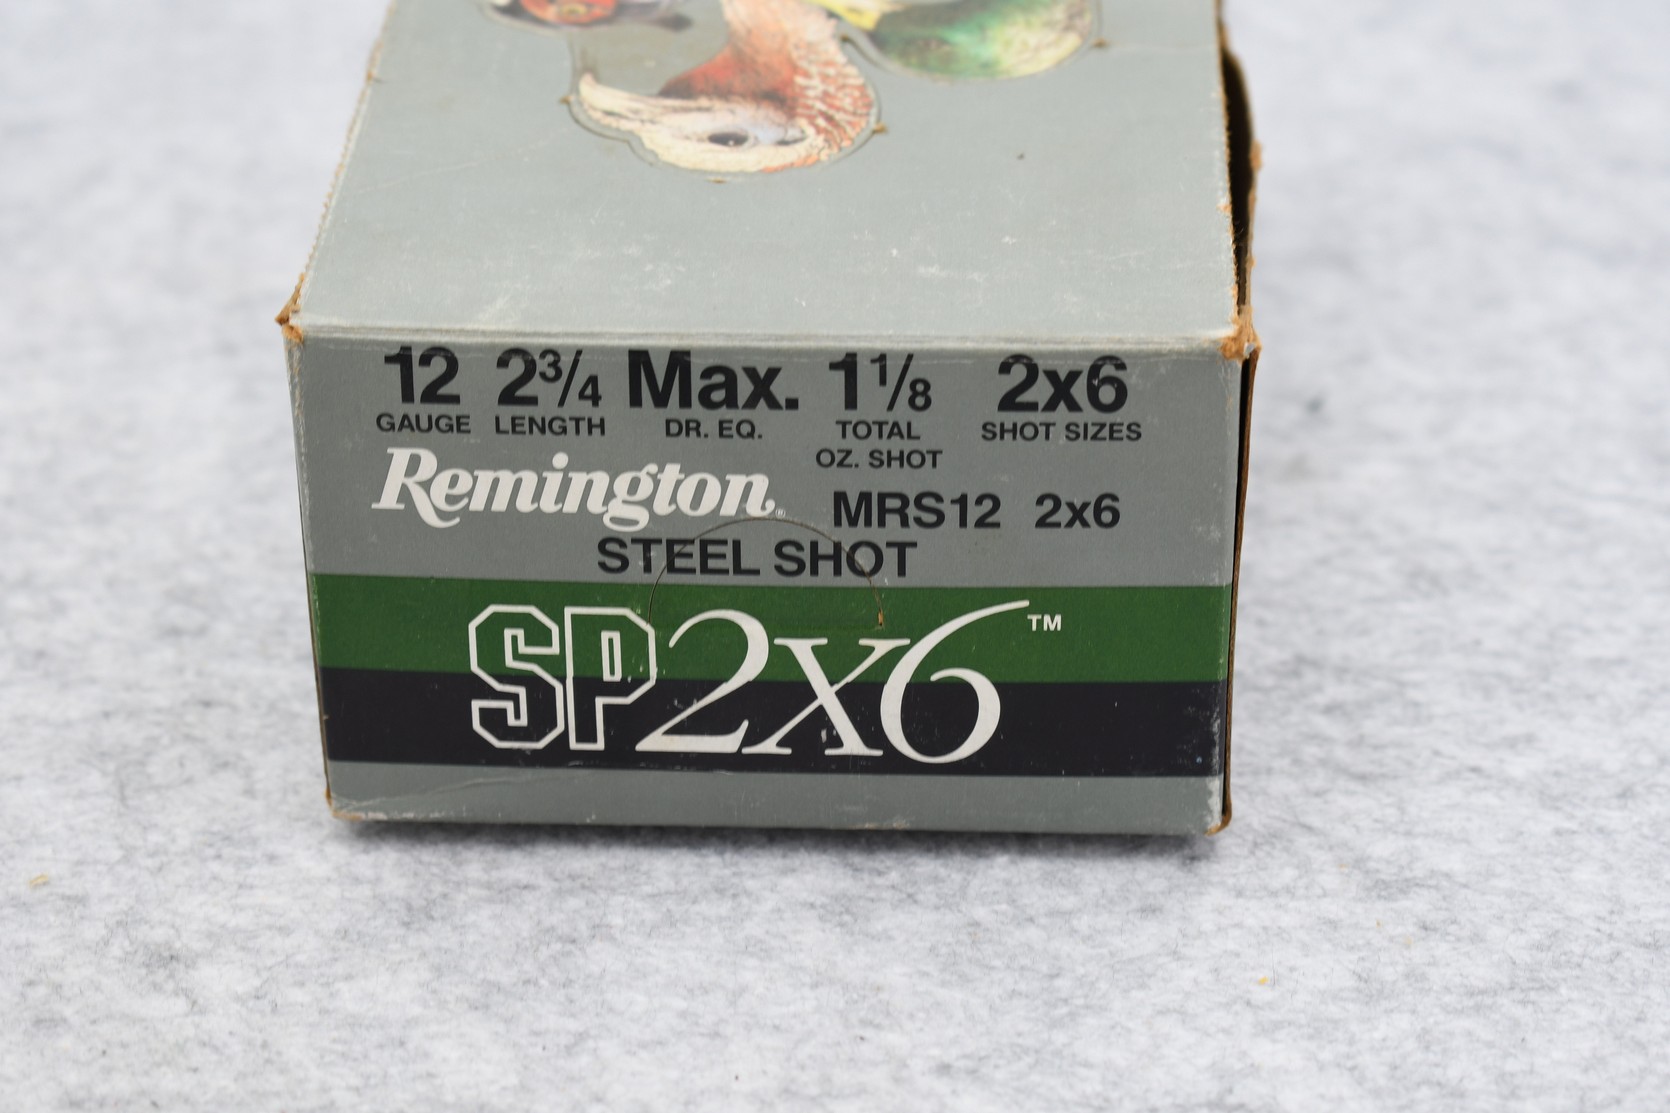 12 2¾ Max. 1⅛ 2x6
GAUGE LENGTH DR. EQ. TOTAL OZ. SHOT SHOT SIZES
Remington® MRS12 2x6
STEEL SHOT
SP2x6™